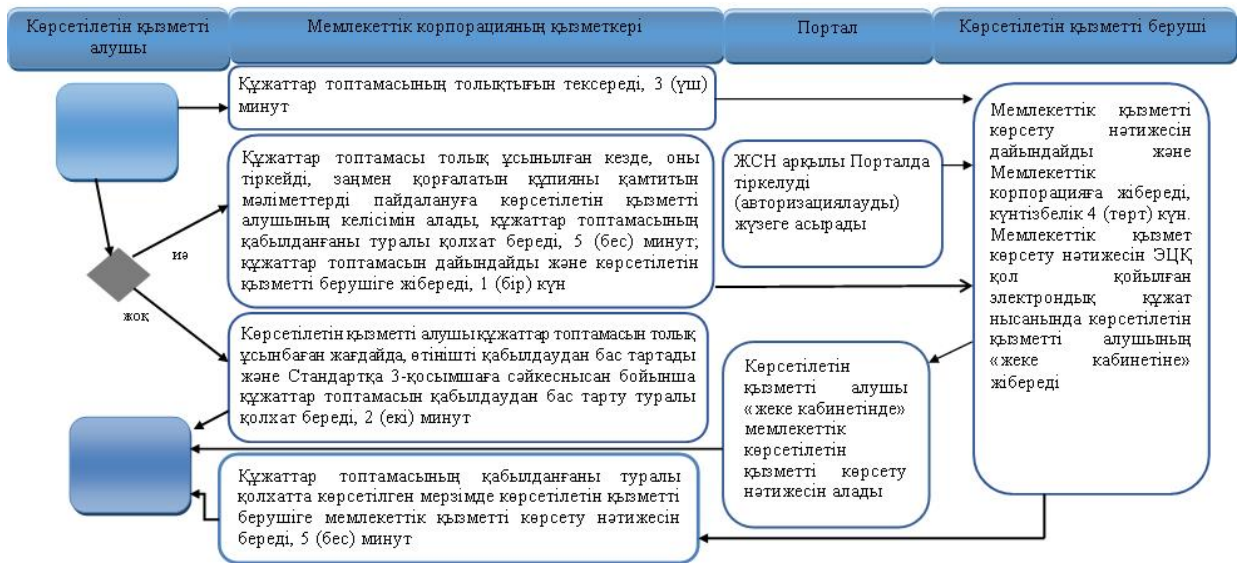 Көрсетілетін қызметті
алушы
Мемлекеттік корпорацияның қызметкері
Портал
Көрсетілетін қызметті беруші
Құжаттар топтамасының толықтығын тексереді, 3 (үш)
минут
Құжаттар топтамасы толық ұсынылған кезде, оны
тіркейді, заңмен қорғалатын құпияны қамтитын
мәліметтерді пайдалануға көрсетілетін қызметті
алушының келісімін алады, құжаттар топтамасының
қабылданғаны туралы қолхат береді, 5 (бес) минут;
құжаттар топтамасын дайындайды және көрсетілетін
қызметті берушіге жібереді, 1 (бір) күн
иә
жоқ
Көрсетілетін қызметті алушы құжаттар топтамасын толық
ұсынбаған жағдайда, өтінішті қабылдаудан бас тартады
және Стандартқа 3-қосымшаға сәйкеснысан бойынша
құжаттар топтамасын қабылдаудан бас тарту туралы
қолхат береді, 2 (екі) минут
Құжаттар топтамасының қабылданғаны туралы
қолхатта көрсетілген мерзімде көрсетілетін қызметті
берушіге мемлекеттік қызметті көрсету нәтижесін
береді, 5 (бес) минут
ЖСН арқылы Порталда
тіркелуді
(авторизациялауды)
жүзеге асырады
Көрсетілетін
қызметті алушы
«жеке кабинетінде»
мемлекеттік
көрсетілетін
қызметті көрсету
нәтижесін алады
Мемлекеттік қызметті
көрсету нәтижесін
дайындайды және
Мемлекеттік
корпорацияға жібереді,
күнтізбелік 4 (төрт) күн.
Мемлекеттік қызмет
көрсету нәтижесін ЭЦҚ
қол қойылған
электрондық құжат
нысанында көрсетілетін
қызметті алушының
«жеке кабинетіне»
жібереді